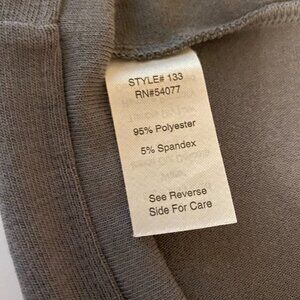 STYLE# 133
RN#54077
95% Polyester
5% Spandex
See Reverse
Side For Care